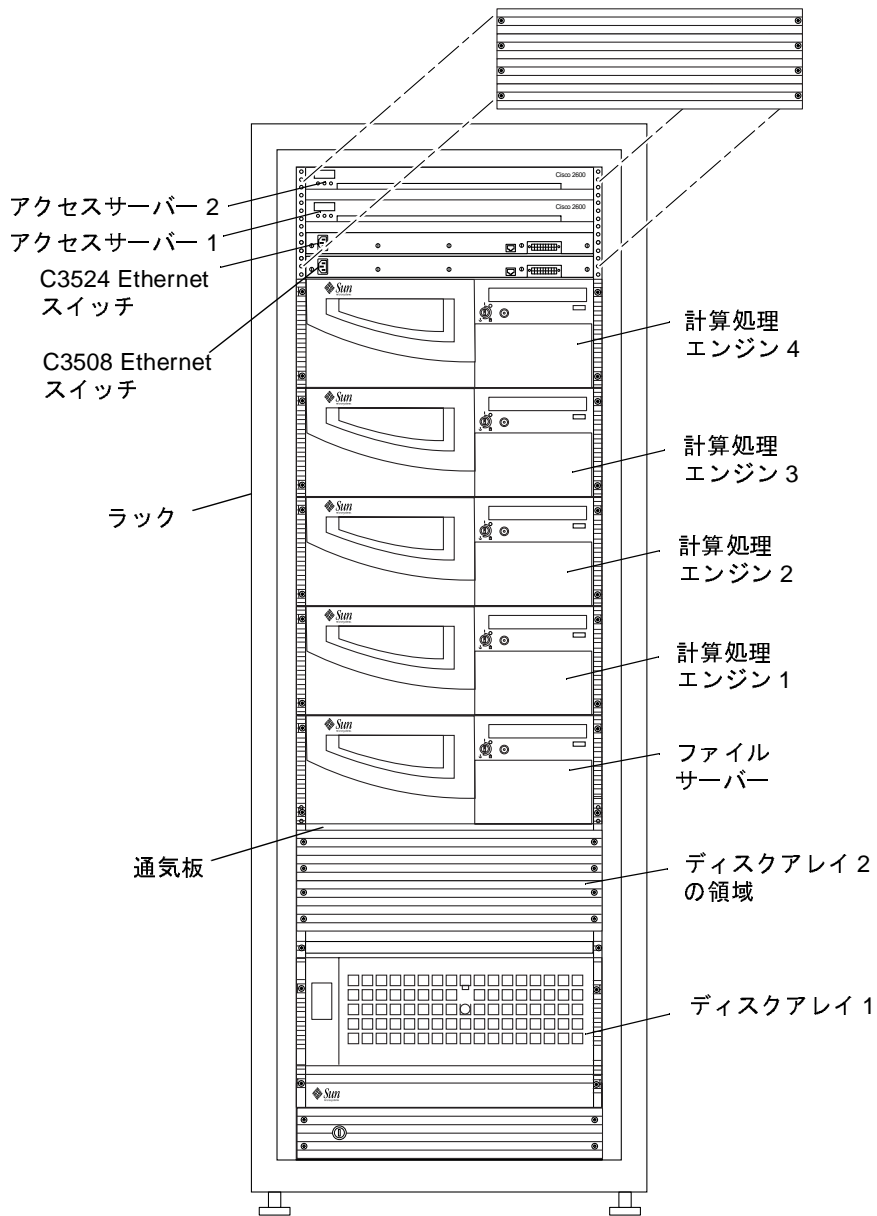 Cisco 2600
アクセスサーバー 2
Cisco 2600
アクセスサーバー 1
C3524 Ethernet
スイッチ
C3508 Ethernet
スイッチ
Sun
計算処理
エンジン 4
Sun
計算処理
エンジン 3
ラック
Sun
計算処理
エンジン 2
Sun
計算処理
エンジン 1
Sun
ファイル
サーバー
通気板
ディスクアレイ 2
の領域
ディスクアレイ 1
Sun